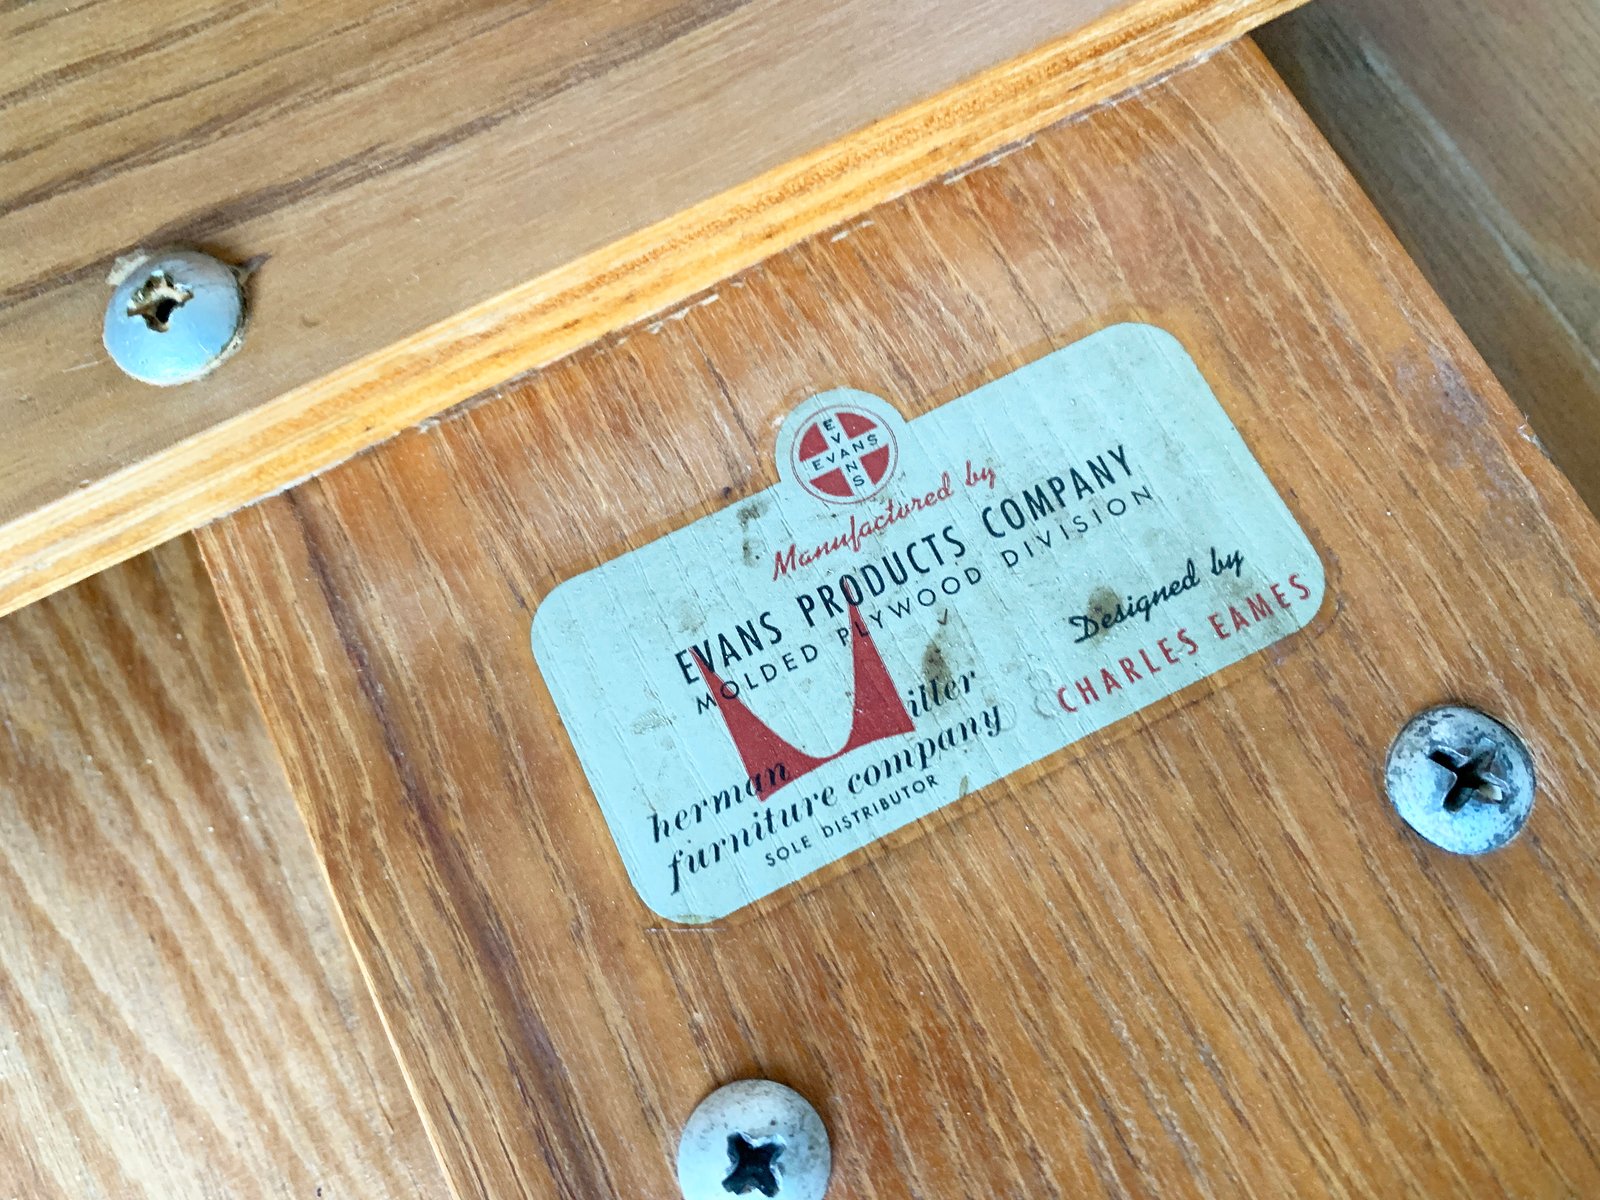 EVANS
EVANS
Manufactured by
EVANS PRODUCTS COMPANY
MOLDED PLYWOOD DIVISION
herman miller
furniture company
SOLE DISTRIBUTOR
Designed by
CHARLES EAMES